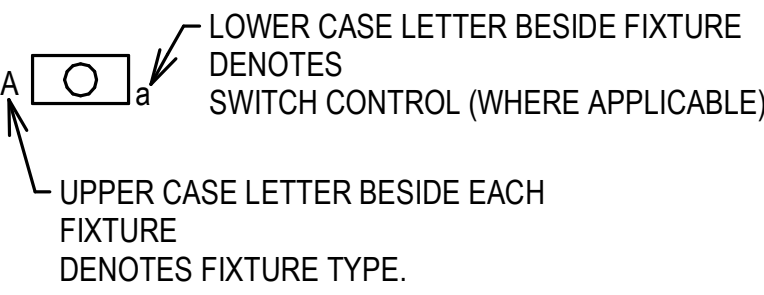 LOWER CASE LETTER BESIDE FIXTURE
DENOTES
SWITCH CONTROL (WHERE APPLICABLE)
A
a
UPPER CASE LETTER BESIDE EACH
FIXTURE
DENOTES FIXTURE TYPE.